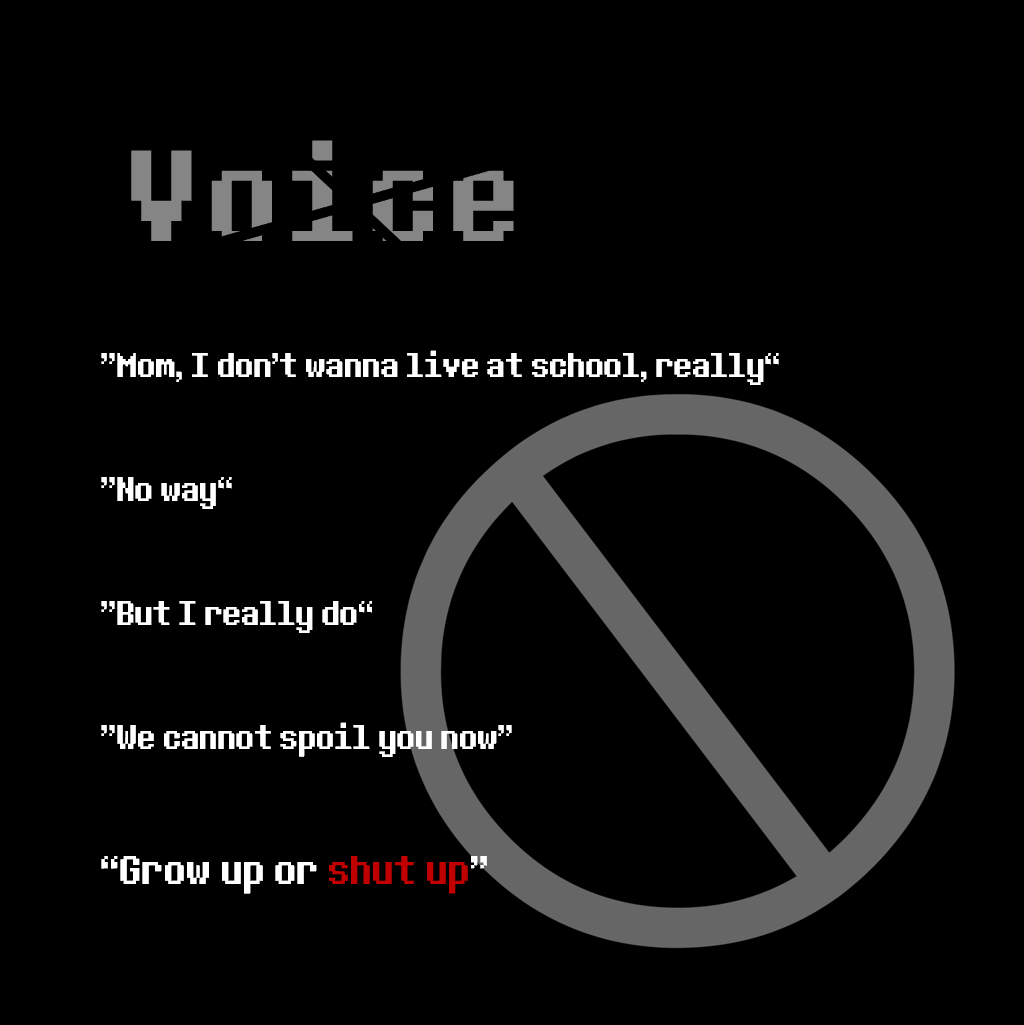 Voice
”Mom, I don’t wanna live at school, really“
”No way“
”But I really do“
”We cannot spoil you now”
“Grow up or shut up”